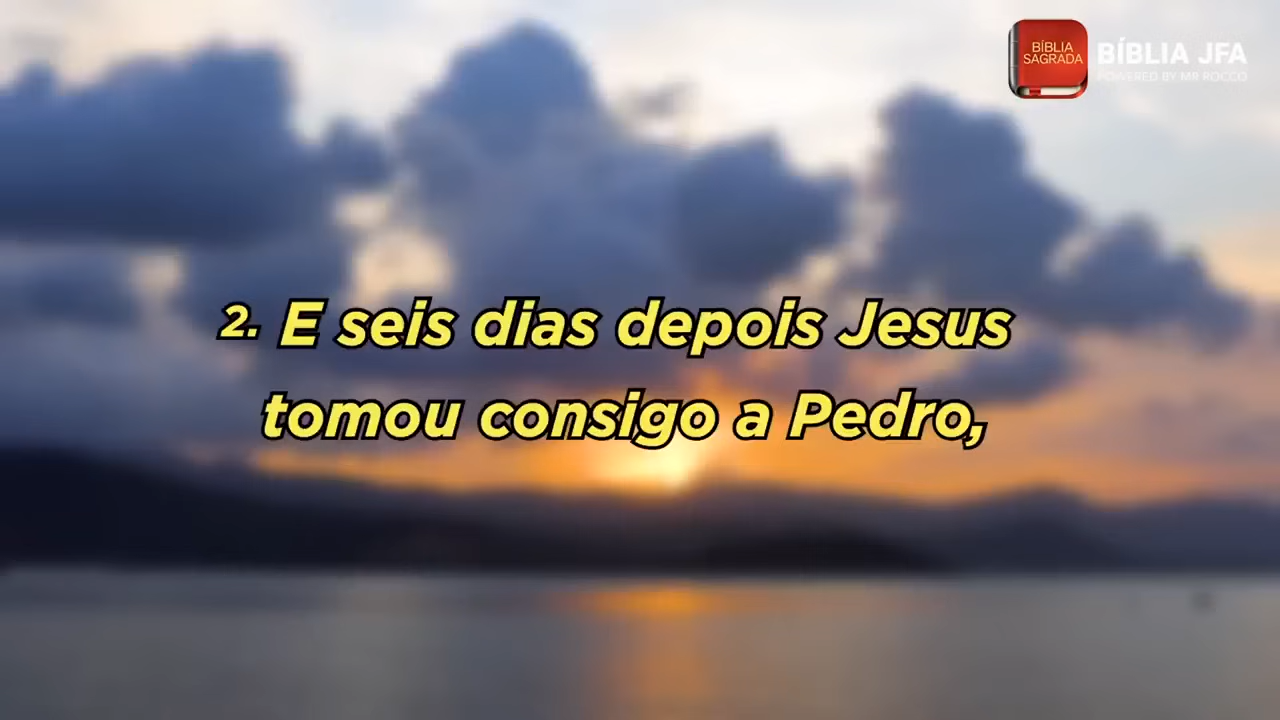 BÍBLIA
SAGRADA
BÍBLIA JFA
POWERED BY MR ROCCO
2. E seis dias depois Jesus
tomou consigo a Pedro,